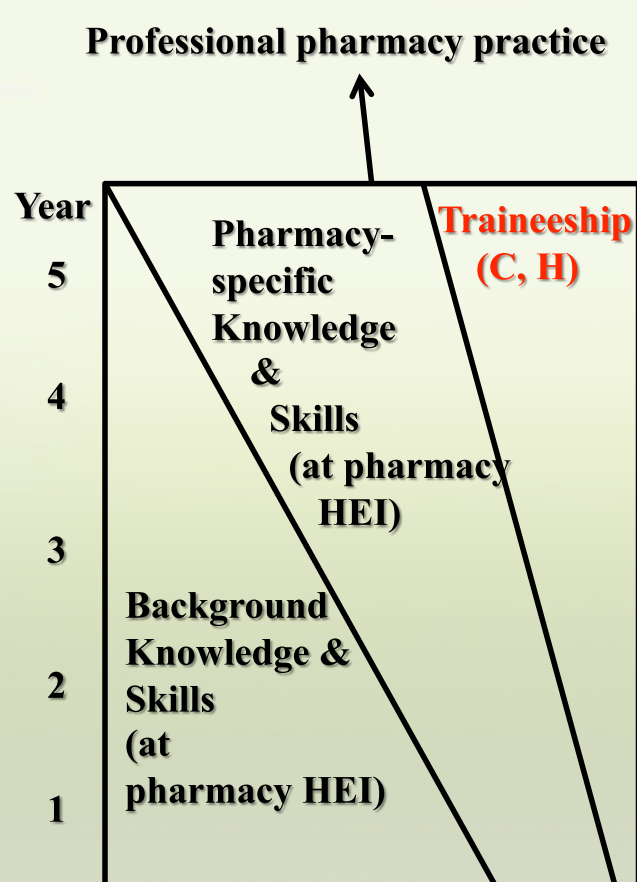 Professional pharmacy practice
Year
5
4
3
2
1
Pharmacy-
specific
Knowledge
&
Skills
(at pharmacy
HEI)
Traineeship
(C, H)
Background
Knowledge &
Skills
(at
pharmacy HEI)